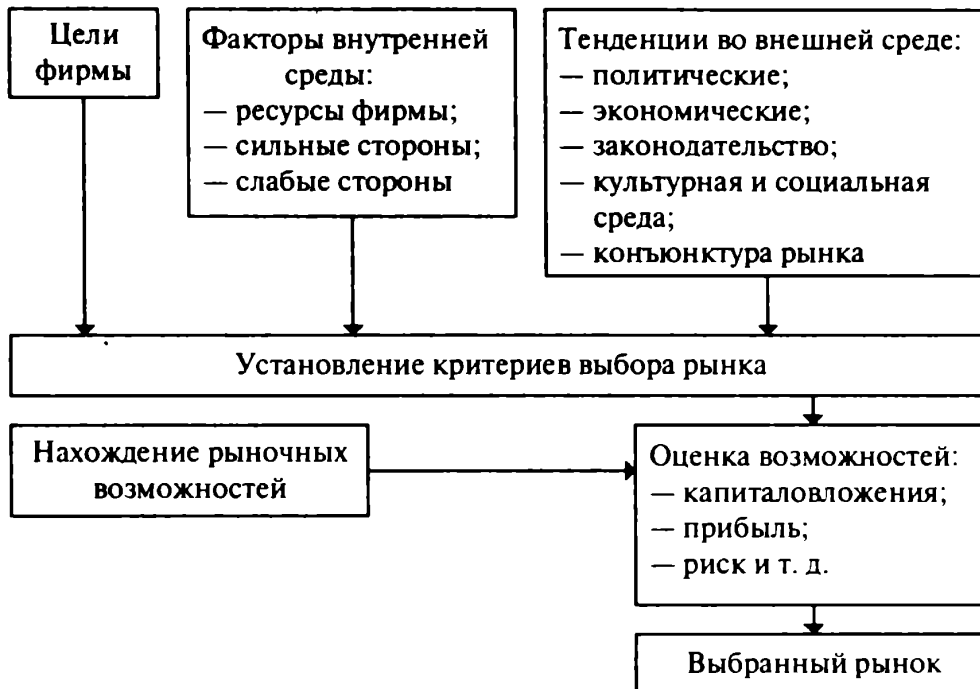 Цели
фирмы
Факторы внутренней
среды:
— ресурсы фирмы;
— сильные стороны;
— слабые стороны
Тенденции во внешней среде:
— политические;
— экономические;
— законодательство;
— культурная и социальная
среда;
— конъюнктура рынка
Установление критериев выбора рынка
Нахождение рыночных
возможностей
Оценка возможностей:
— капиталовложения;
— прибыль;
— риск и т. д.
Выбранный рынок